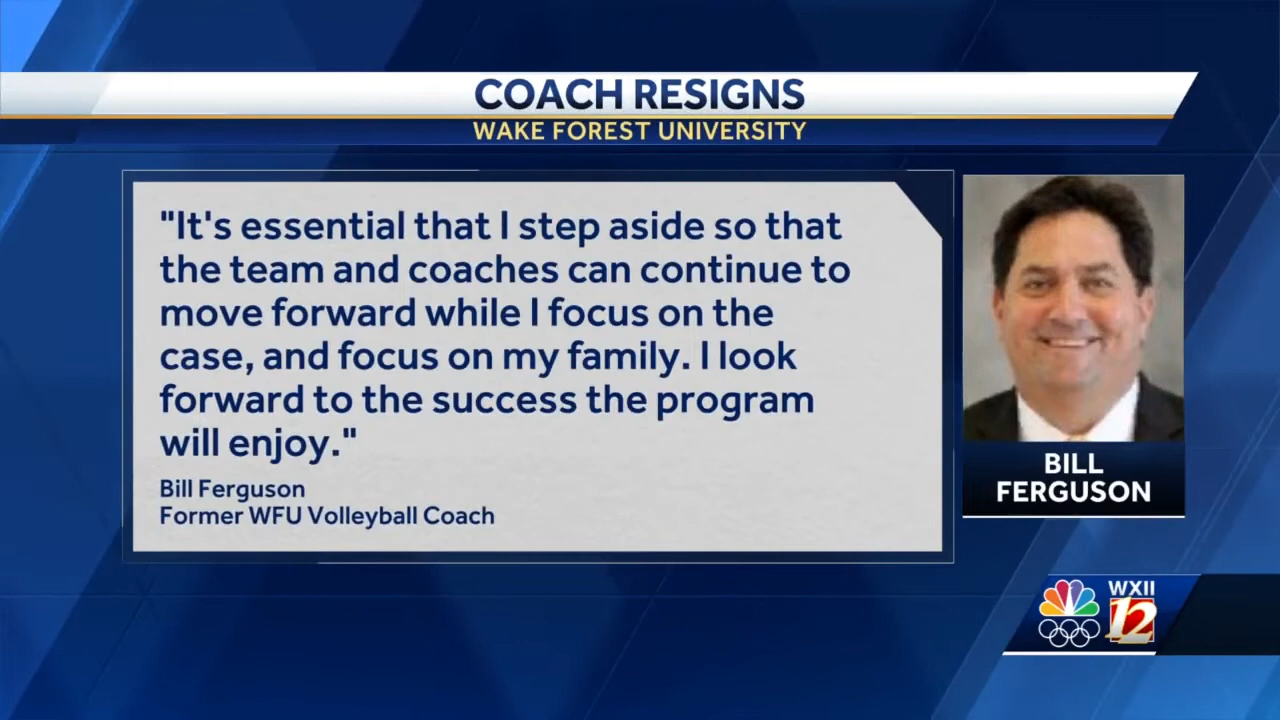 COACH RESIGNS
WAKE FOREST UNIVERSITY
"It's essential that I step aside so that
the team and coaches can continue to
move forward while I focus on the
case, and focus on my family. I look
forward to the success the program
will enjoy."
Bill Ferguson
Former WFU Volleyball Coach
BILL
FERGUSON
WXII
12